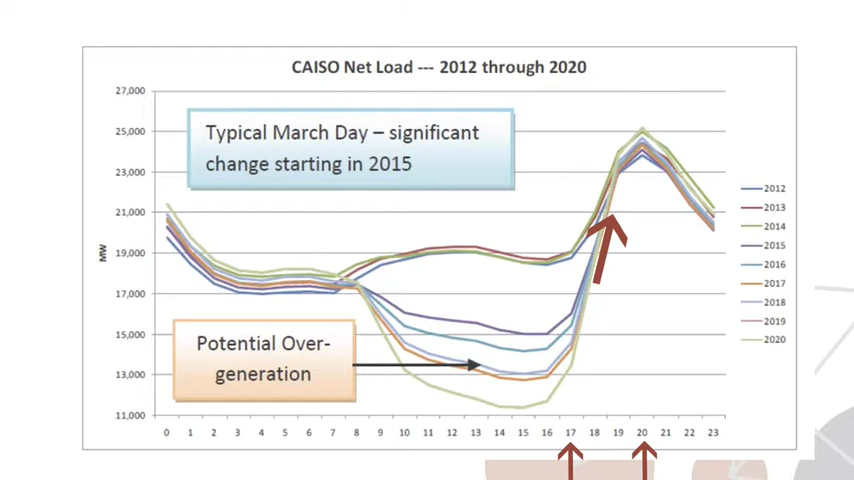 CAISO Net Load --- 2012 through 2020
27,000
25,000
23,000
21,000
19,000
17,000
15,000
13,000
11,000
MW
Typical March Day – significant
change starting in 2015
Potential Over-
generation
0 1 2 3 4 5 6 7 8 9 10 11 12 13 14 15 16 17 18 19 20 21 22 23
2012
2013
2014
2015
2016
2017
2018
2019
2020